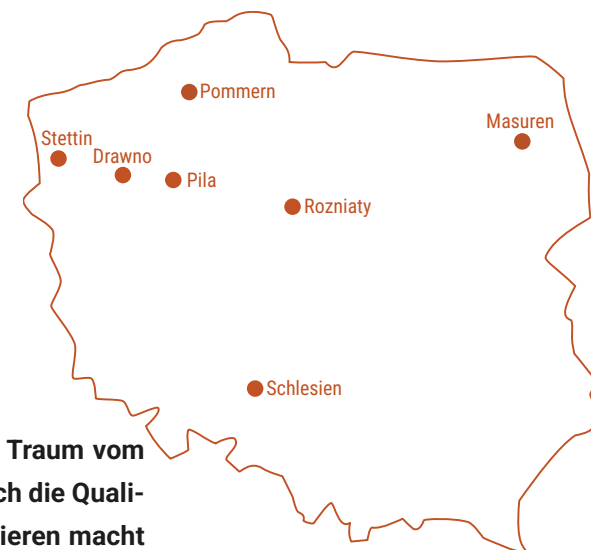 Pommern
Masuren
Stettin
Drawno
Pila
Rozniaty
Schlesien
Traum vom
ch die Quali-
ieren macht